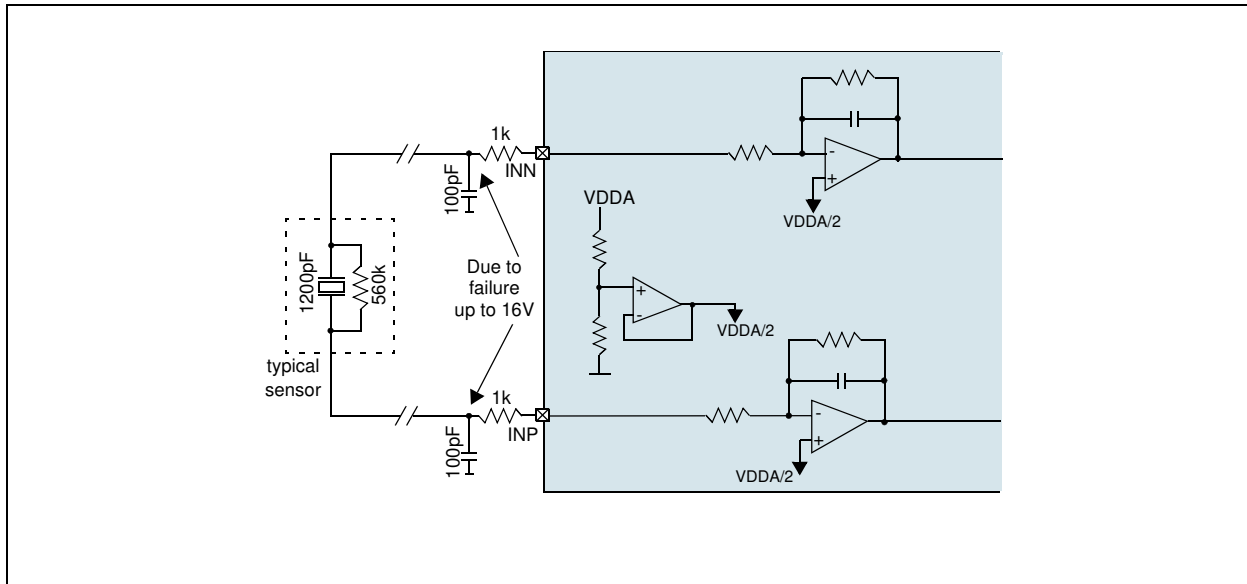 1k
INN
100pF
-
+
VDDA/2
VDDA
+
-
VDDA/2
1200pF
560k
Due to
failure
up to 16V
typical
sensor
1k
INP
100pF
-
+
VDDA/2